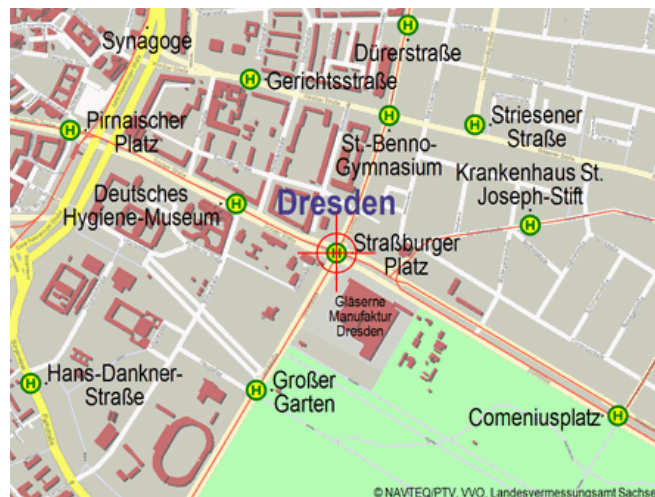 Synagoge
Dürerstraße
Gerichtsstraße
Pirnaischer
Platz
St.-Benno-
Gymnasium
Striesener
Straße
Krankenhaus St.
Joseph-Stift
Deutsches
Hygiene-Museum
Dresden
Straßburger
Platz
Gläserne
Manufaktur
Dresden
Hans-Dankner-
Straße
Großer
Garten
Comeniusplatz
© NAVTEQ/PTV, VVO, Landesvermessungsamt Sachse
H
H
H
H
H
H
H
H
H
H
H